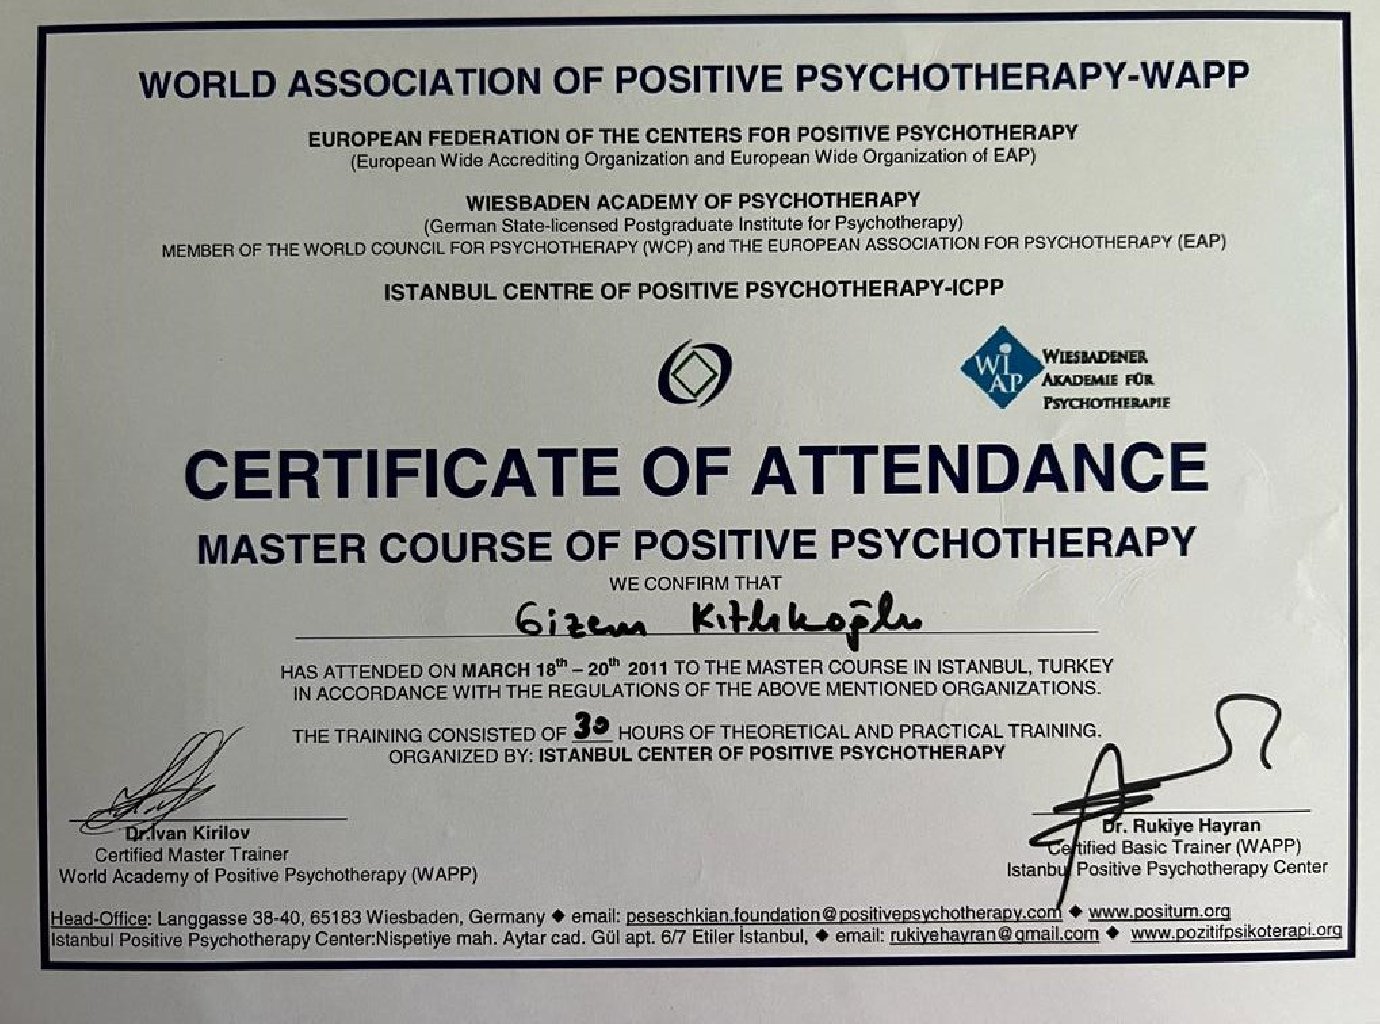 WORLD ASSOCIATION OF POSITIVE PSYCHOTHERAPY-WAPP
EUROPEAN FEDERATION OF THE CENTERS FOR POSITIVE PSYCHOTHERAPY
(European Wide Accrediting Organization and European Wide Organization of EAP)
WIESBADEN ACADEMY OF PSYCHOTHERAPY
(German State-licensed Postgraduate Institute for Psychotherapy)
MEMBER OF THE WORLD COUNCIL FOR PSYCHOTHERAPY (WCP) and THE EUROPEAN ASSOCIATION FOR PSYCHOTHERAPY (EAP)
ISTANBUL CENTRE OF POSITIVE PSYCHOTHERAPY-ICPP
WI
AP
WIESBADENER
AKADEMIE FÜR
PSYCHOTHERAPIE
CERTIFICATE OF ATTENDANCE
MASTER COURSE OF POSITIVE PSYCHOTHERAPY
WE CONFIRM THAT
Gizem Kıtlıkoğlu
HAS ATTENDED ON MARCH 18th – 20th 2011 TO THE MASTER COURSE IN ISTANBUL, TURKEY
IN ACCORDANCE WITH THE REGULATIONS OF THE ABOVE MENTIONED ORGANIZATIONS.
THE TRAINING CONSISTED OF 30 HOURS OF THEORETICAL AND PRACTICAL TRAINING.
ORGANIZED BY: ISTANBUL CENTER OF POSITIVE PSYCHOTHERAPY
Dr.Ivan Kirilov
Certified Master Trainer
World Academy of Positive Psychotherapy (WAPP)
Dr. Rukiye Hayran
Certified Basic Trainer (WAPP)
Istanbul Positive Psychotherapy Center
Head-Office: Langgasse 38-40, 65183 Wiesbaden, Germany ◆ email: peseschkian.foundation@positivepsychotherapy.com ◆ www.positum.org
Istanbul Positive Psychotherapy Center:Nispetiye mah. Aytar cad. Gül apt. 6/7 Etiler İstanbul, ◆ email: rukiyehayran@gmail.com ◆ www.pozitifpsikoterapi.org